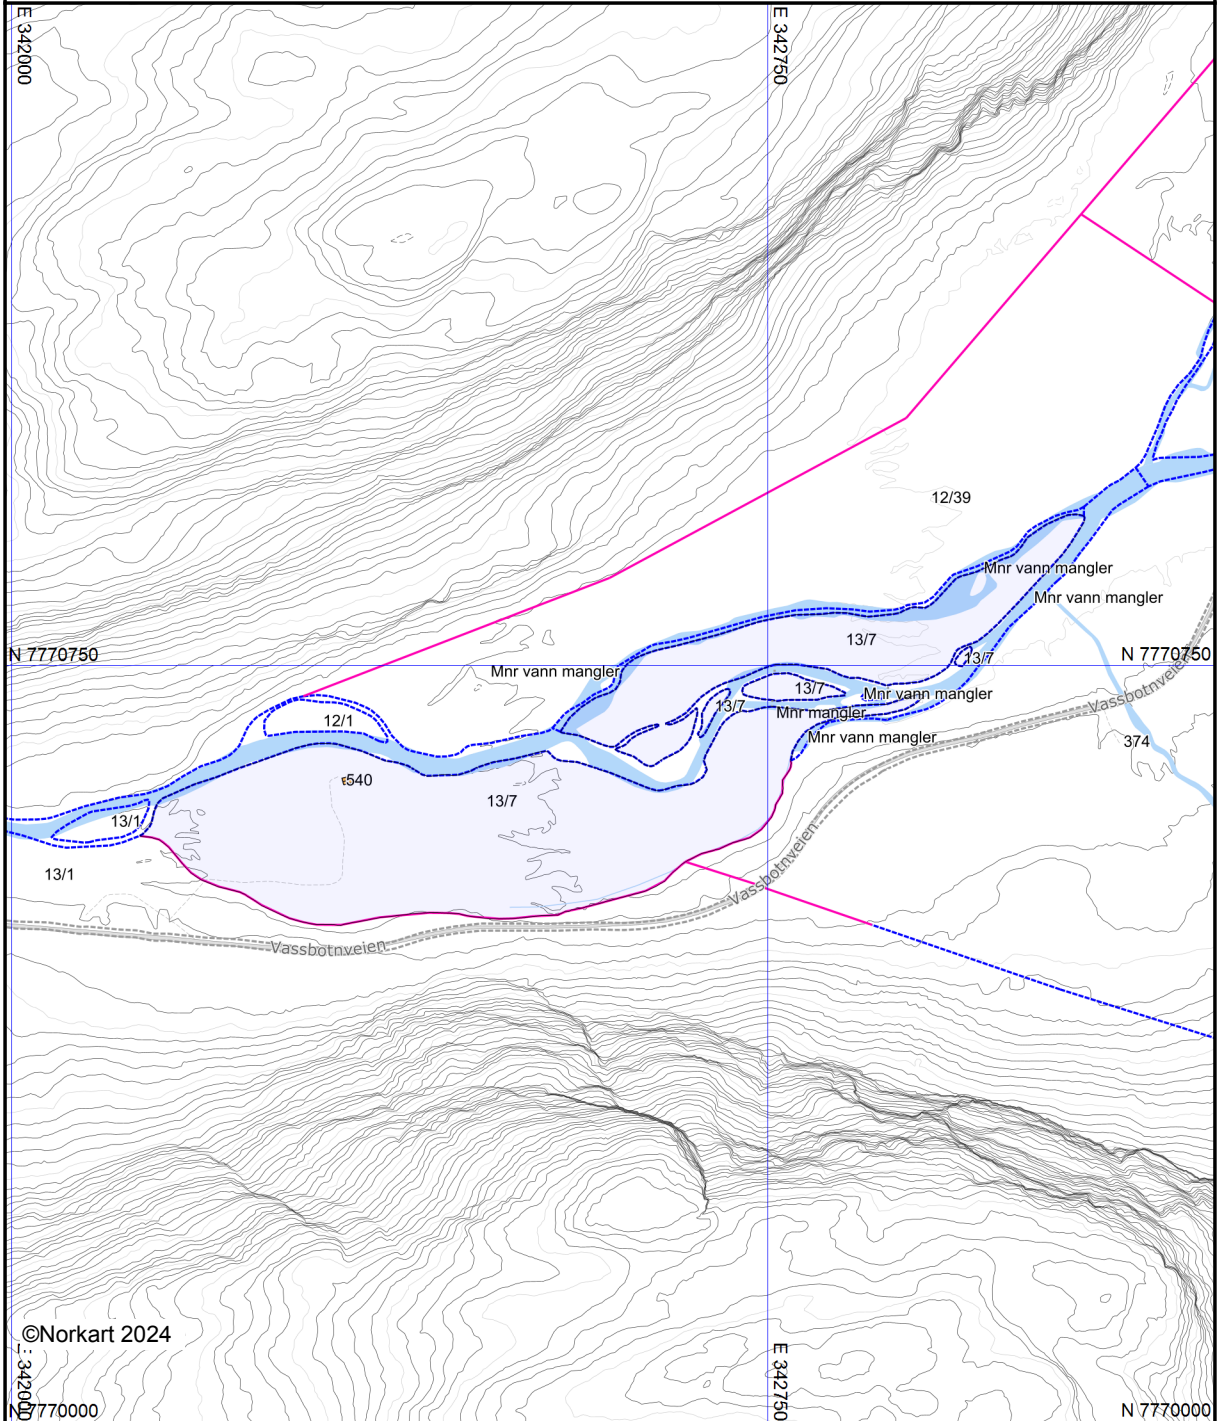 E 342000
E 342750
12/39
Mnr vann mangler
Mnr vann mangler
13/7
N 7770750
N 7770750
13/7
Mnr vann mangler
13/7
Mnr vann mangler
Vassbotnveien
13/7
Mnr mangler
12/1
Mnr vann mangler
374
540
13/7
13/1
Vassbotnveien
13/1
Vassbotnveien
©Norkart 2024
E 342000
E 342750
N 7770000
N 7770000